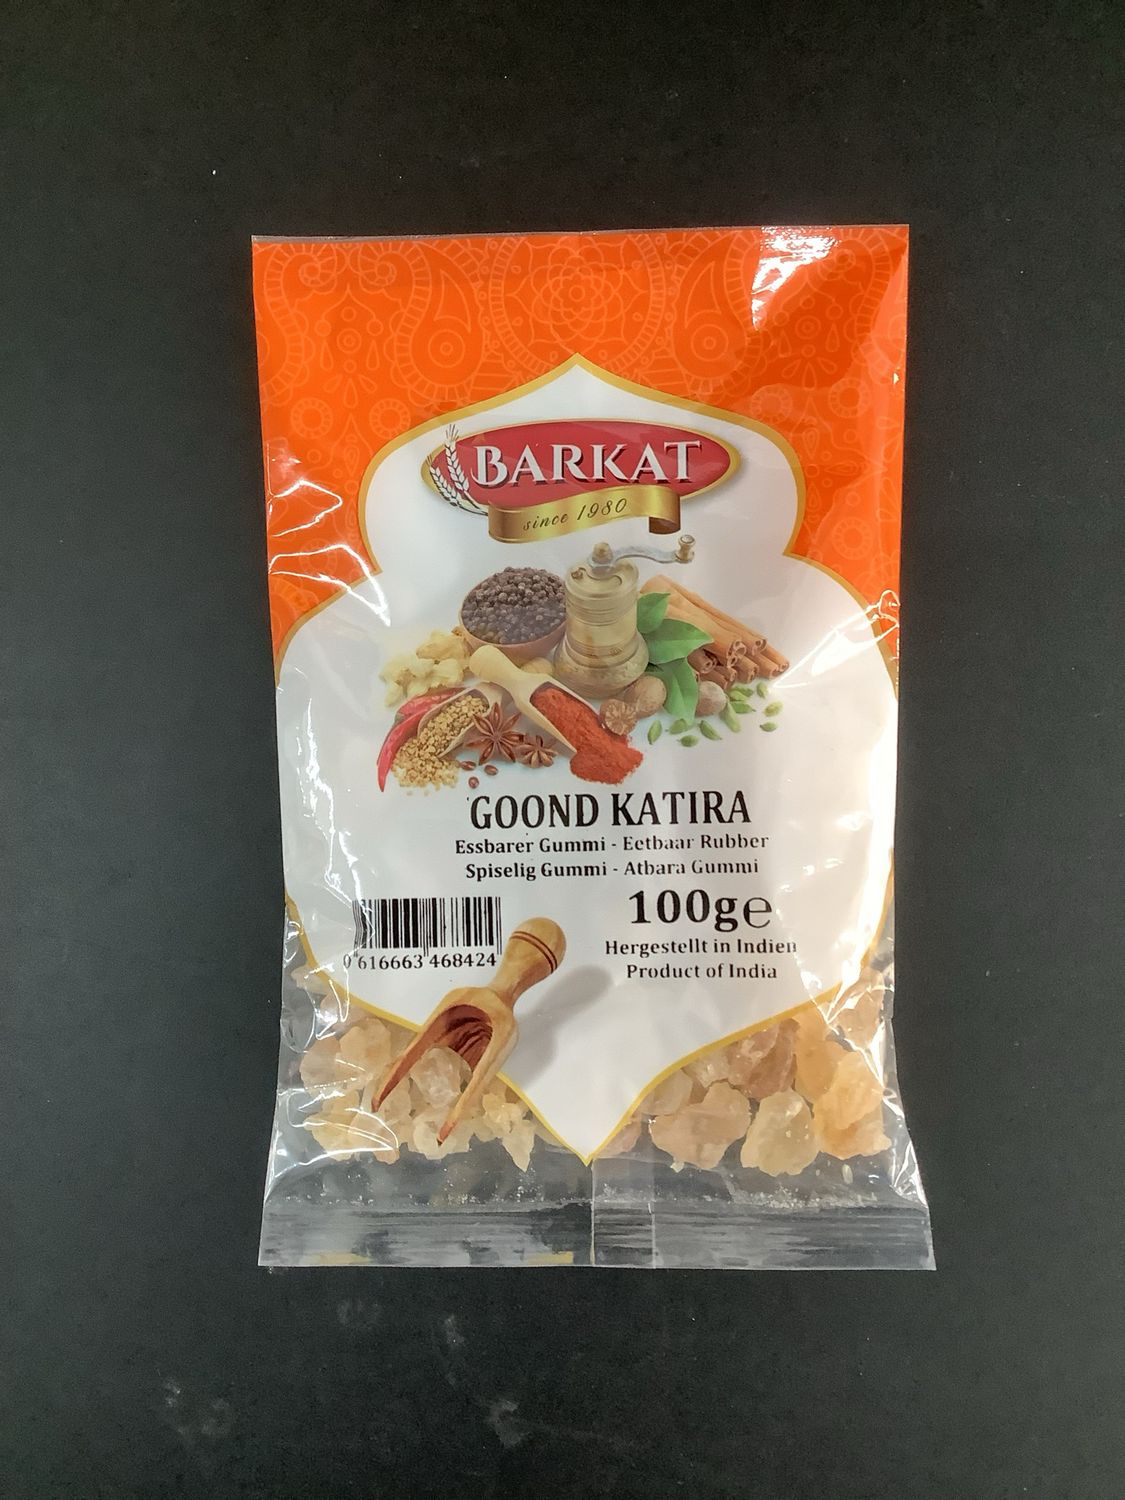 BARKAT
since 1980
GOOND KATIRA
Essbarer Gummi - Eetbaar Rubber
Spiselig Gummi - Atbara Gummi
100g℮
0 616663 468424
Hergestellt in Indien
Product of India